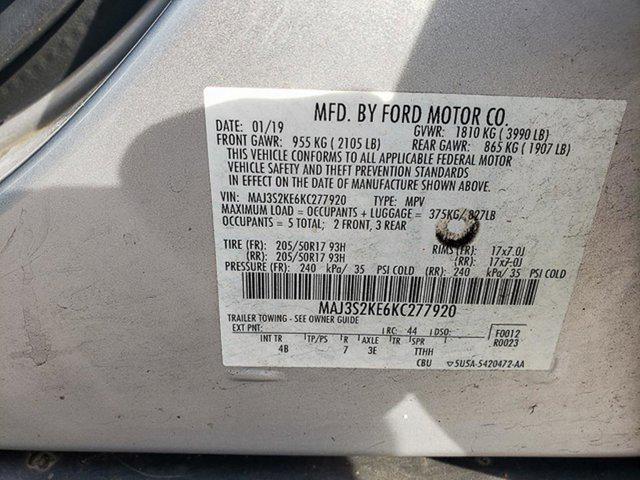 MFD. BY FORD MOTOR CO.
DATE: 01/19 GVWR: 1810 KG ( 3990 LB)
FRONT GAWR: 955 KG ( 2105 LB) REAR GAWR: 865 KG ( 1907 LB)
THIS VEHICLE CONFORMS TO ALL APPLICABLE FEDERAL MOTOR
VEHICLE SAFETY AND THEFT PREVENTION STANDARDS
IN EFFECT ON THE DATE OF MANUFACTURE SHOWN ABOVE.
VIN: MAJ3S2KE6KC277920 TYPE: MPV
MAXIMUM LOAD = OCCUPANTS + LUGGAGE = 375KG/ 827LB
OCCUPANTS = 5 TOTAL; 2 FRONT, 3 REAR
TIRE (FR): 205/50R17 93H RIMS (FR): 17x7.0J
(RR): 205/50R17 93H (RR): 17x7.0J
PRESSURE (FR): 240 kPa/ 35 PSI COLD (RR): 240 kPa/ 35 PSI COLD
MAJ3S2KE6KC277920
TRAILER TOWING - SEE OWNER GUIDE
EXT PNT: RC: 44 DSO: F0012
INT TR TP/PS R AXLE TR SPR R0023
4B 7 3E TTHH
CBU 5U5A-5420472-AA